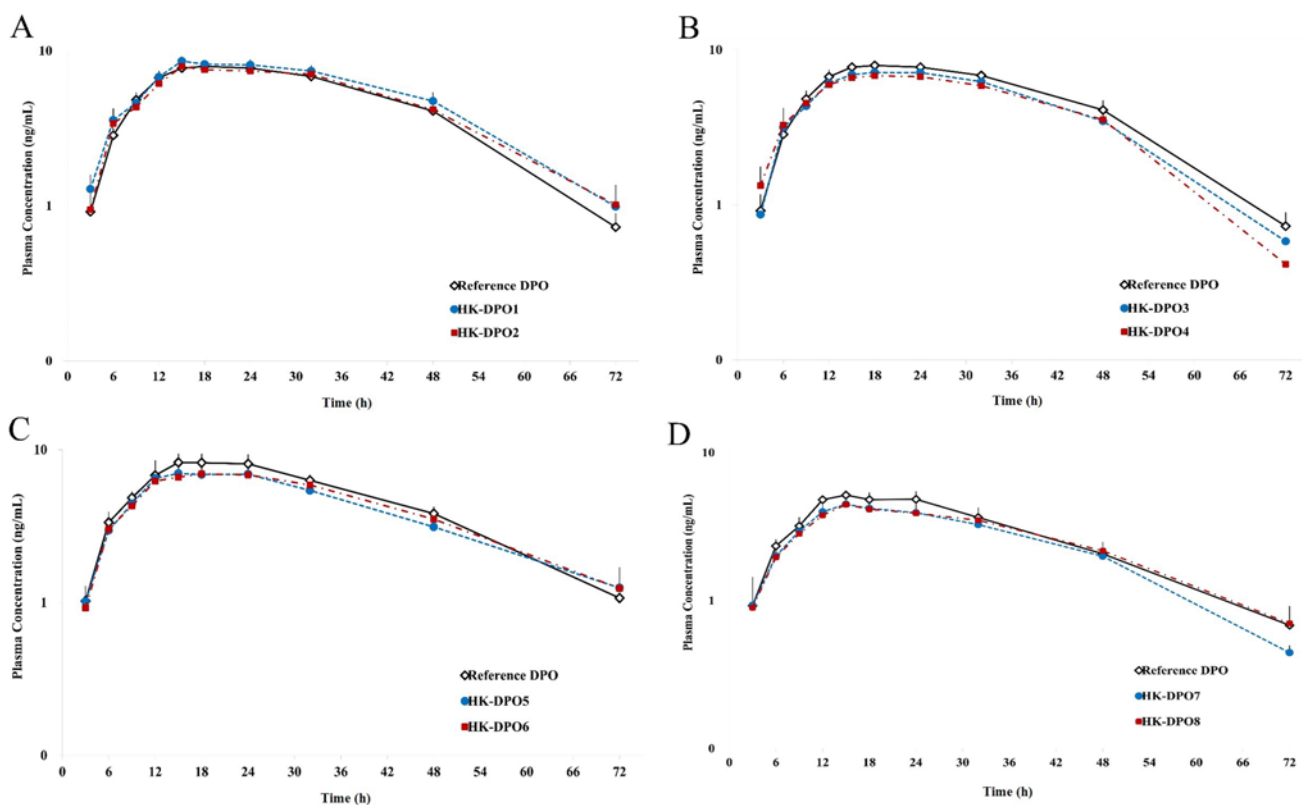 A
10
1
0
Plasma Concentration (ng/mL)
Reference DPO
HK-DPO1
HK-DPO2
0 6 12 18 24 30 36 42 48 54 60 66 72
Time (h)
B
10
1
0
Plasma Concentration (ng/mL)
Reference DPO
HK-DPO3
HK-DPO4
0 6 12 18 24 30 36 42 48 54 60 66 72
Time (h)
C
10
1
0
Plasma Concentration (ng/mL)
Reference DPO
HK-DPO5
HK-DPO6
0 6 12 18 24 30 36 42 48 54 60 66 72
Time (h)
D
10
1
0
Plasma Concentration (ng/mL)
Reference DPO
HK-DPO7
HK-DPO8
0 6 12 18 24 30 36 42 48 54 60 66 72
Time (h)